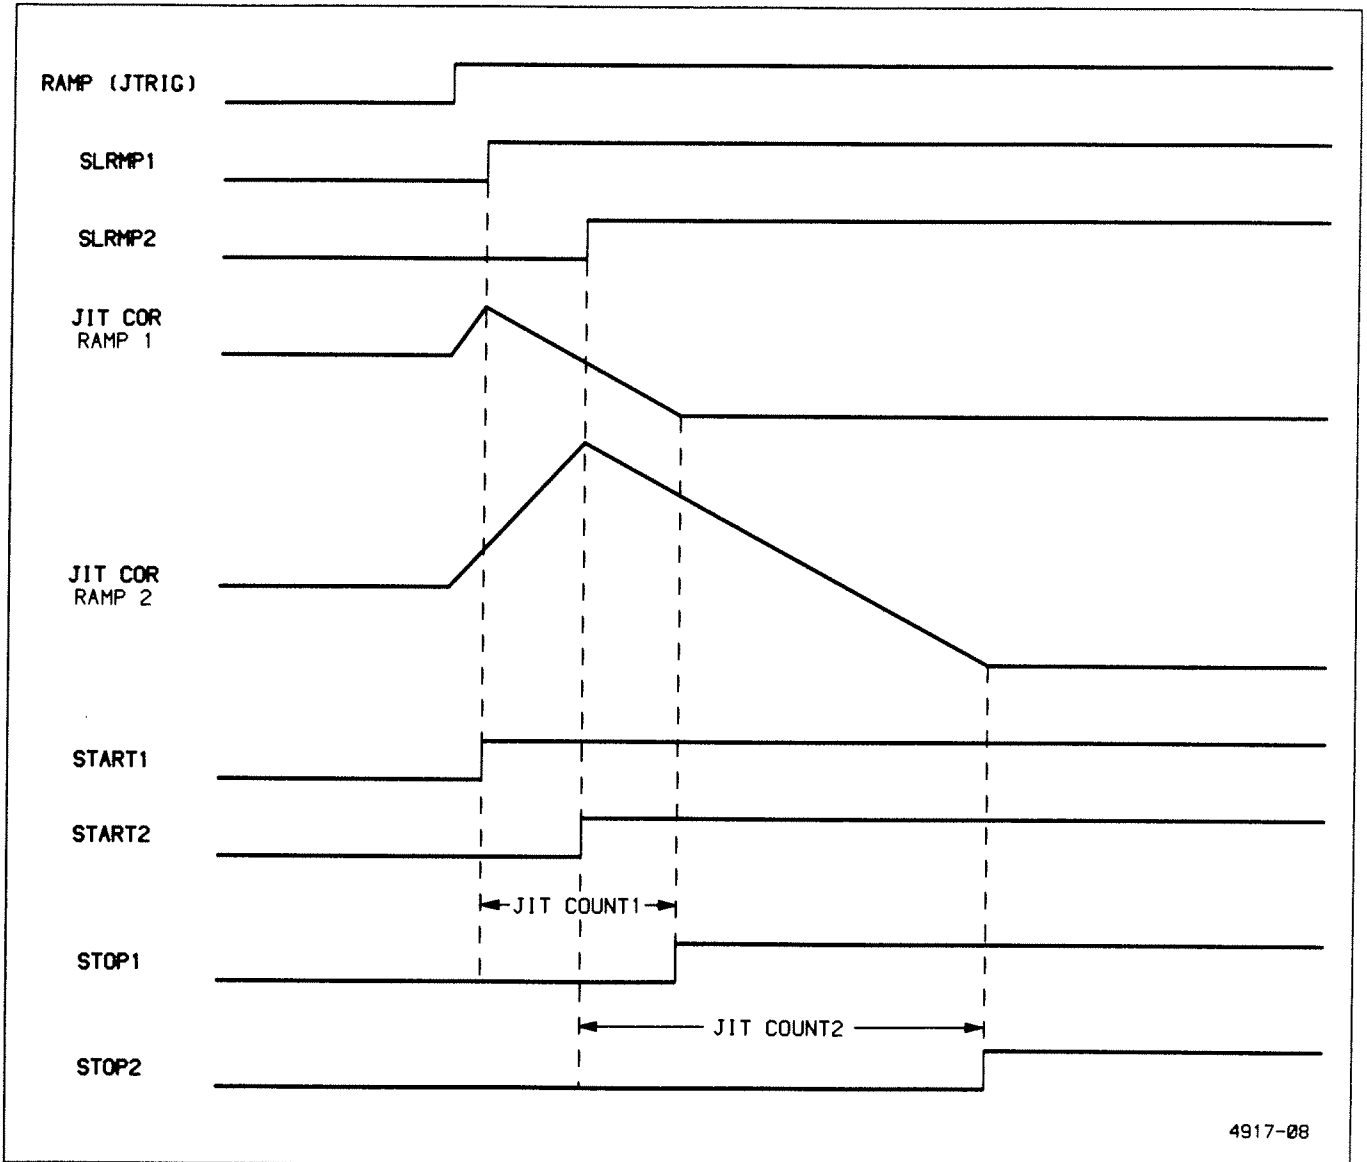 RAMP (JTRIG)
SLRMP1
SLRMP2
JIT COR
RAMP 1
JIT COR
RAMP 2
START1
START2
JIT COUNT1
STOP1
JIT COUNT2
STOP2
4917-08